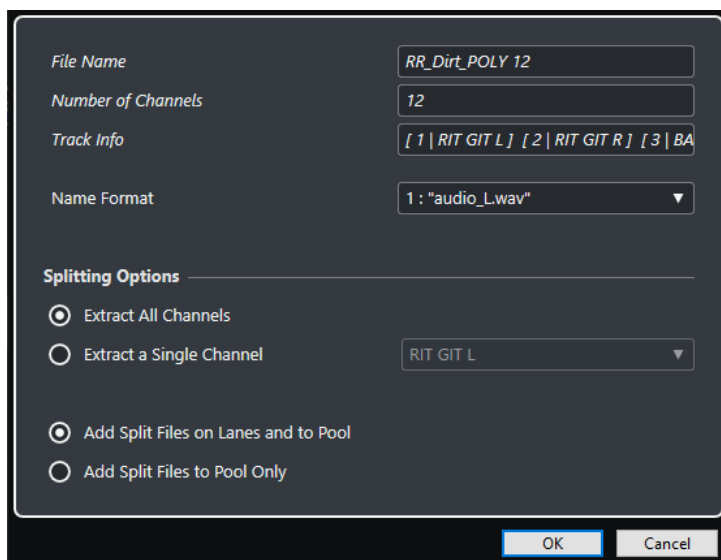 File Name RR_Dirt_POLY 12
Number of Channels 12
Track Info [ 1 | RIT GIT L ] [ 2 | RIT GIT R ] [ 3 | BA
Name Format 1 : "audio_L.wav"
Splitting Options
Extract All Channels
Extract a Single Channel RIT GIT L
Add Split Files on Lanes and to Pool
Add Split Files to Pool Only
OK Cancel